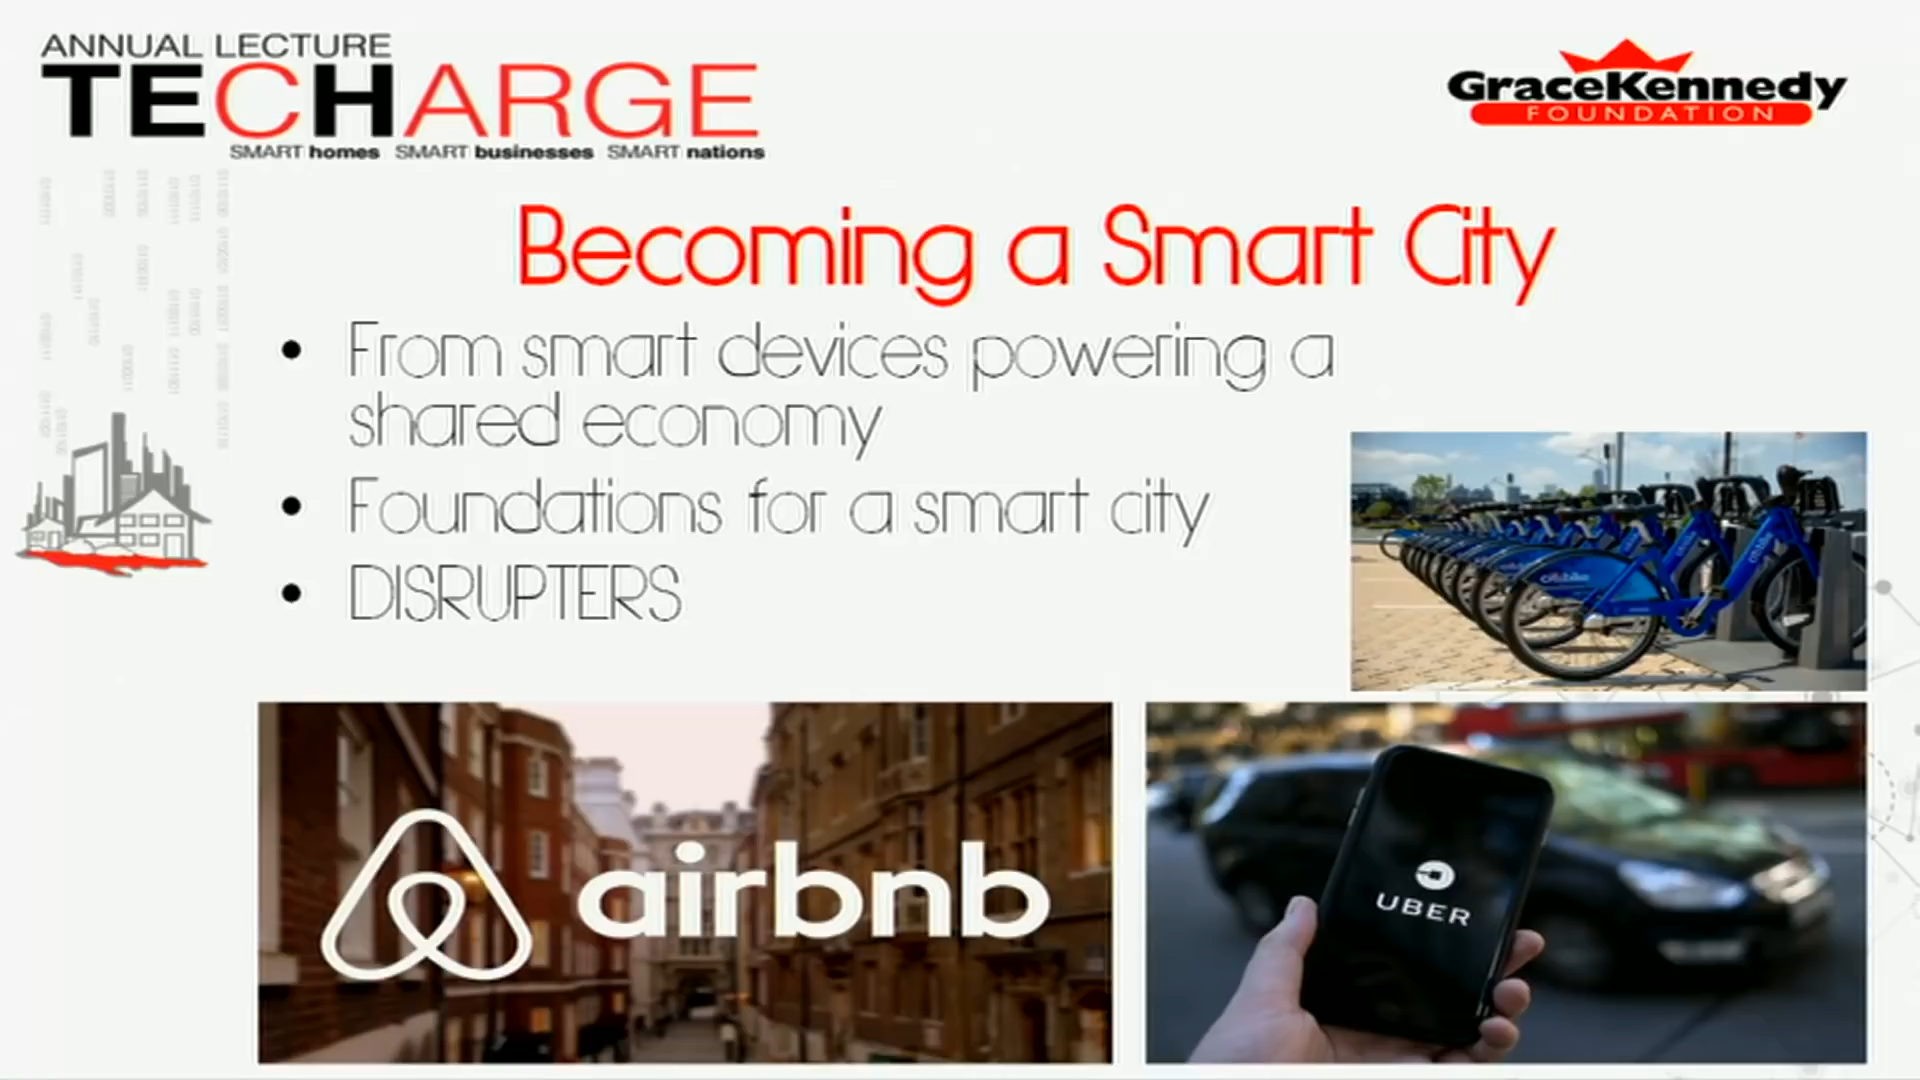 ANNUAL LECTURE
TECHARGE
SMART homes SMART businesses SMART nations
GraceKennedy
FOUNDATION
Becoming a Smart City
• From smart devices powering a
shared economy
• Foundations for a smart city
• DISRUPTERS
citibike
airbnb
UBER